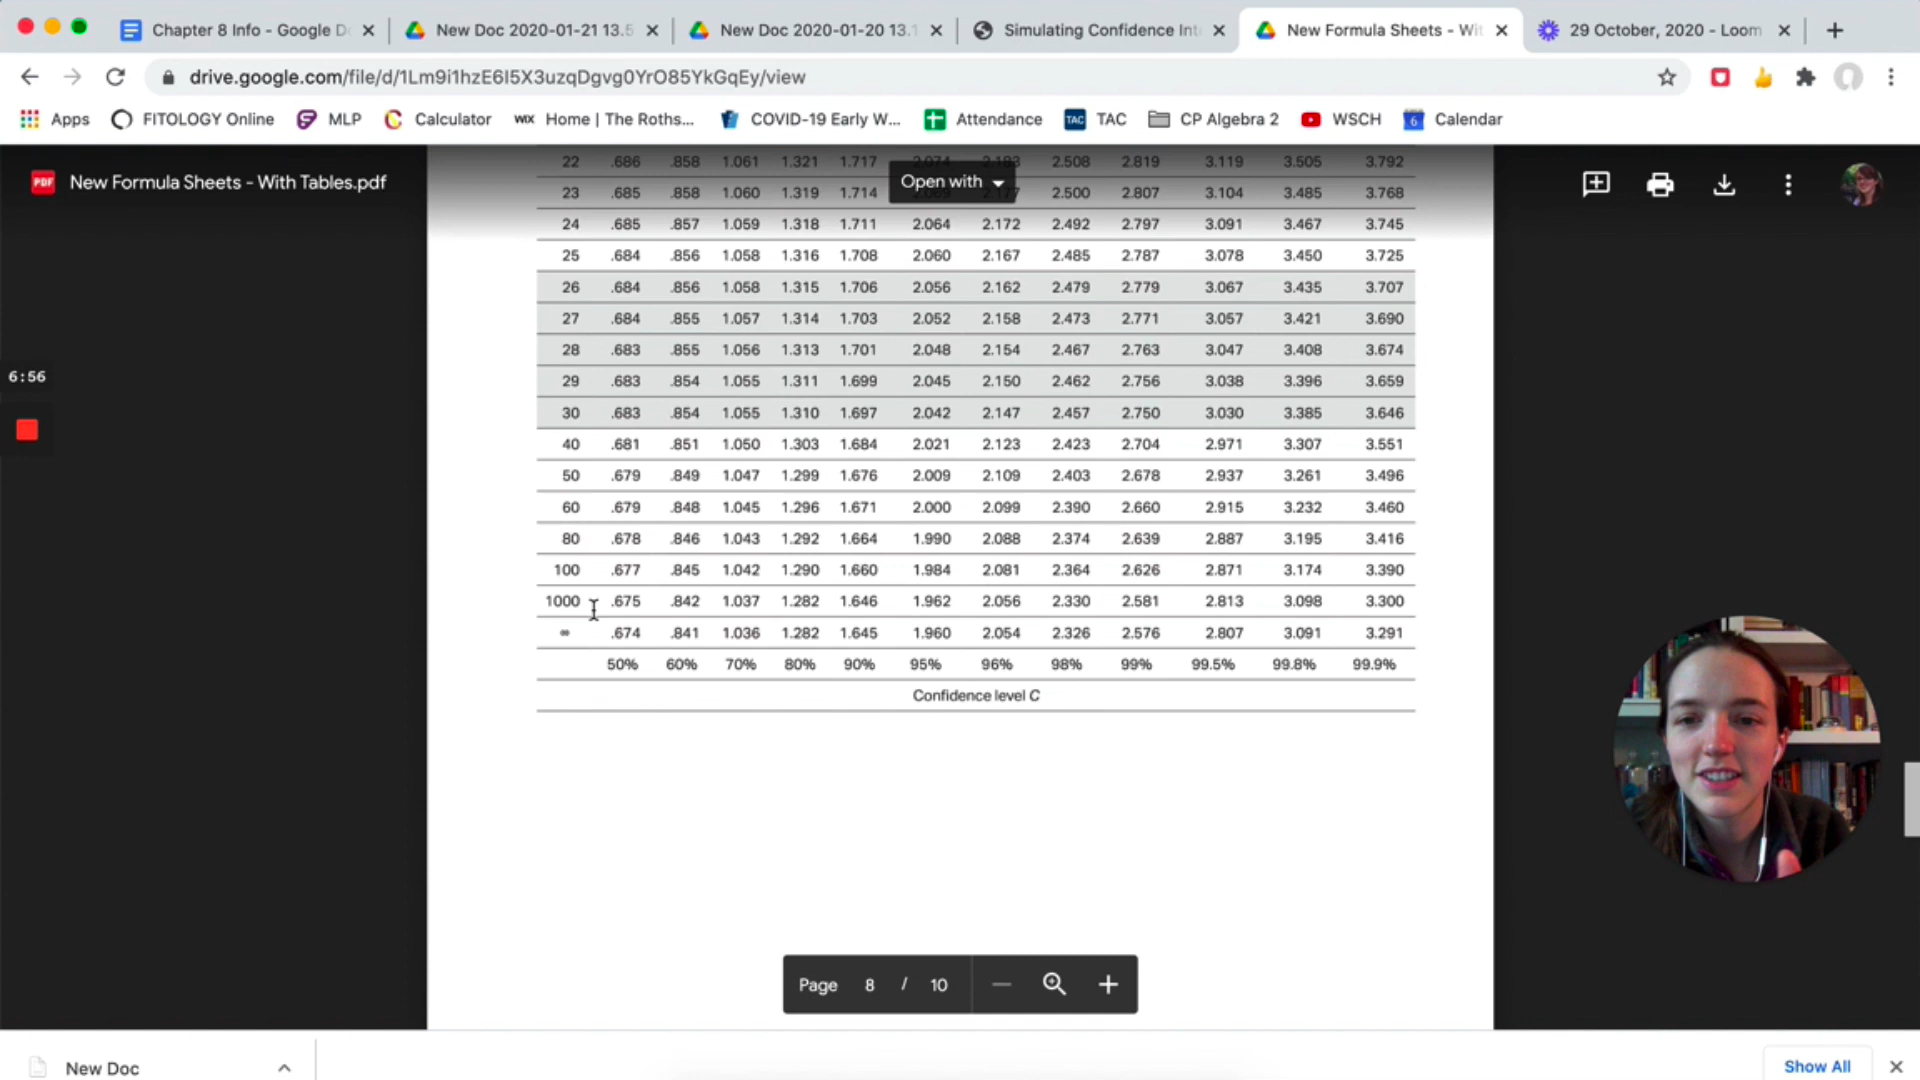 Chapter 8 Info - Google D
New Doc 2020-01-21 13.5
New Doc 2020-01-20 13.1
Simulating Confidence Int
New Formula Sheets - Wit
29 October, 2020 - Loom
drive.google.com/file/d/1Lm9i1hzE6I5X3uzqDgvg0YrO85YkGqEy/view
Apps FITOLOGY Online MLP Calculator WIX Home | The Roths... COVID-19 Early W... Attendance TAC TAC CP Algebra 2 WSCH 6 Calendar
PDF New Formula Sheets - With Tables.pdf
Open with
22 .686 .858 1.061 1.321 1.717 2.074 2.183 2.508 2.819 3.119 3.505 3.792
23 .685 .858 1.060 1.319 1.714 2.500 2.807 3.104 3.485 3.768
24 .685 .857 1.059 1.318 1.711 2.064 2.172 2.492 2.797 3.091 3.467 3.745
25 .684 .856 1.058 1.316 1.708 2.060 2.167 2.485 2.787 3.078 3.450 3.725
26 .684 .856 1.058 1.315 1.706 2.056 2.162 2.479 2.779 3.067 3.435 3.707
27 .684 .855 1.057 1.314 1.703 2.052 2.158 2.473 2.771 3.057 3.421 3.690
28 .683 .855 1.056 1.313 1.701 2.048 2.154 2.467 2.763 3.047 3.408 3.674
29 .683 .854 1.055 1.311 1.699 2.045 2.150 2.462 2.756 3.038 3.396 3.659
30 .683 .854 1.055 1.310 1.697 2.042 2.147 2.457 2.750 3.030 3.385 3.646
40 .681 .851 1.050 1.303 1.684 2.021 2.123 2.423 2.704 2.971 3.307 3.551
50 .679 .849 1.047 1.299 1.676 2.009 2.109 2.403 2.678 2.937 3.261 3.496
60 .679 .848 1.045 1.296 1.671 2.000 2.099 2.390 2.660 2.915 3.232 3.460
80 .678 .846 1.043 1.292 1.664 1.990 2.088 2.374 2.639 2.887 3.195 3.416
100 .677 .845 1.042 1.290 1.660 1.984 2.081 2.364 2.626 2.871 3.174 3.390
1000 .675 .842 1.037 1.282 1.646 1.962 2.056 2.330 2.581 2.813 3.098 3.300
∞ .674 .841 1.036 1.282 1.645 1.960 2.054 2.326 2.576 2.807 3.091 3.291
50% 60% 70% 80% 90% 95% 96% 98% 99% 99.5% 99.8% 99.9%
Confidence level C
6:56
Page 8 / 10
New Doc
Show All